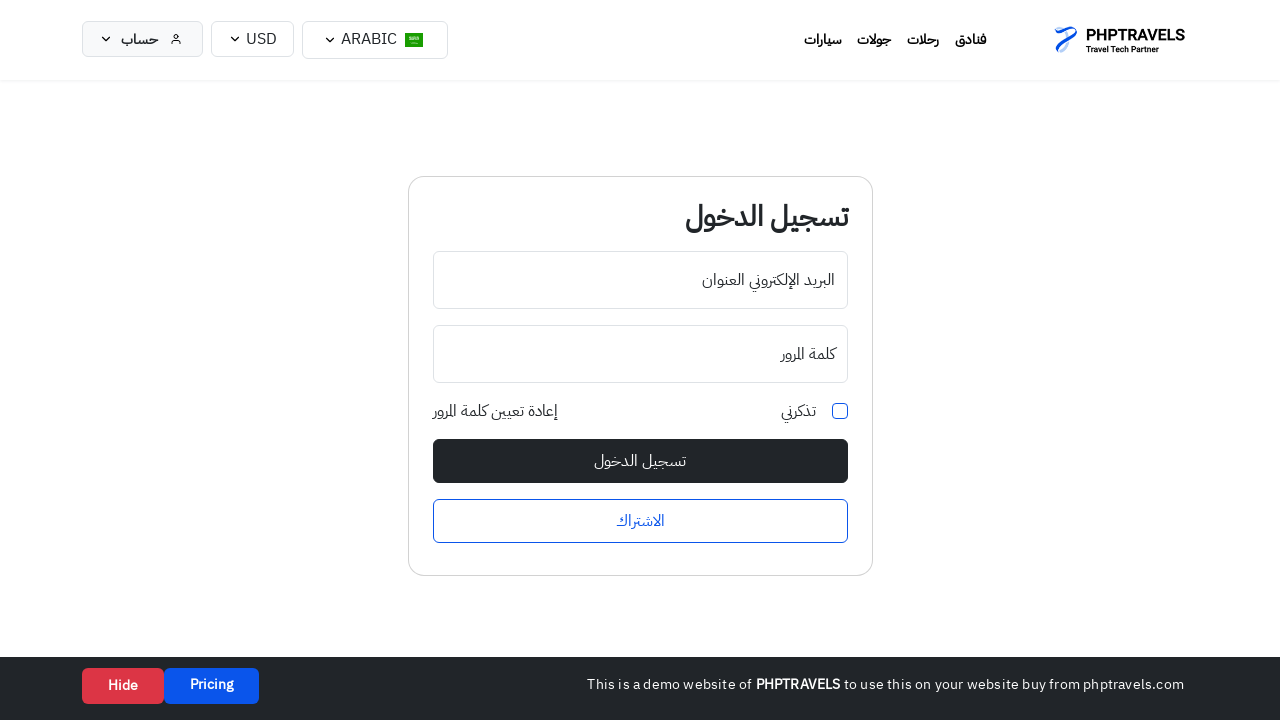 PHPTRAVELS
Travel Tech Partner
فنادق رحلات جولات سيارات
ARABIC
USD
حساب
تسجيل الدخول
البريد الإلكتروني العنوان
كلمة المرور
تذكرني
إعادة تعيين كلمة المرور
تسجيل الدخول
الاشتراك
This is a demo website of PHPTRAVELS to use this on your website buy from phptravels.com
Pricing
Hide